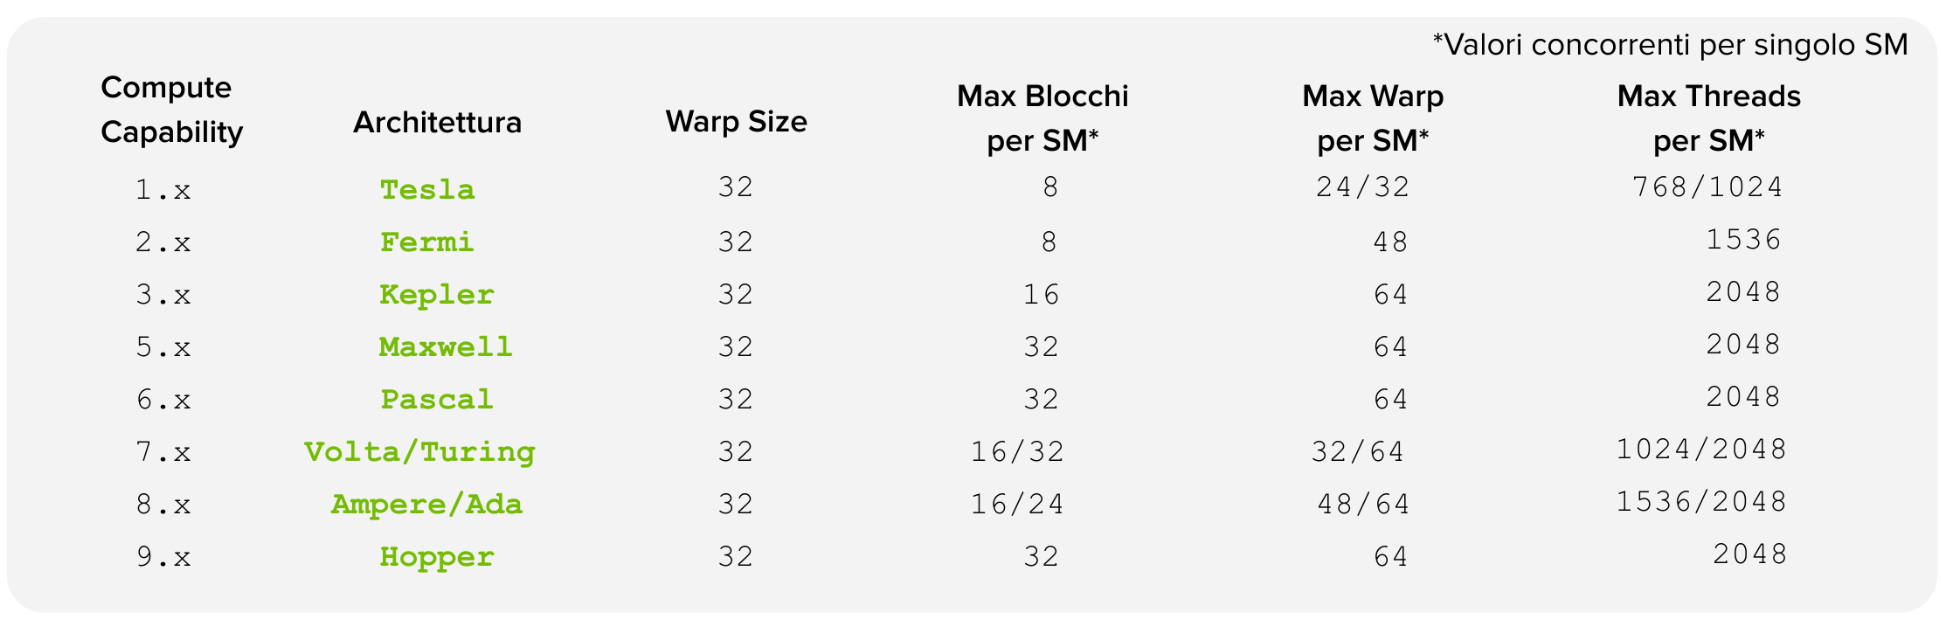 *Valori concorrenti per singolo SM
Compute Capability Architettura Warp Size Max Blocchi per SM* Max Warp per SM* Max Threads per SM*
1.x Tesla 32 8 24/32 768/1024
2.x Fermi 32 8 48 1536
3.x Kepler 32 16 64 2048
5.x Maxwell 32 32 64 2048
6.x Pascal 32 32 64 2048
7.x Volta/Turing 32 16/32 32/64 1024/2048
8.x Ampere/Ada 32 16/24 48/64 1536/2048
9.x Hopper 32 32 64 2048